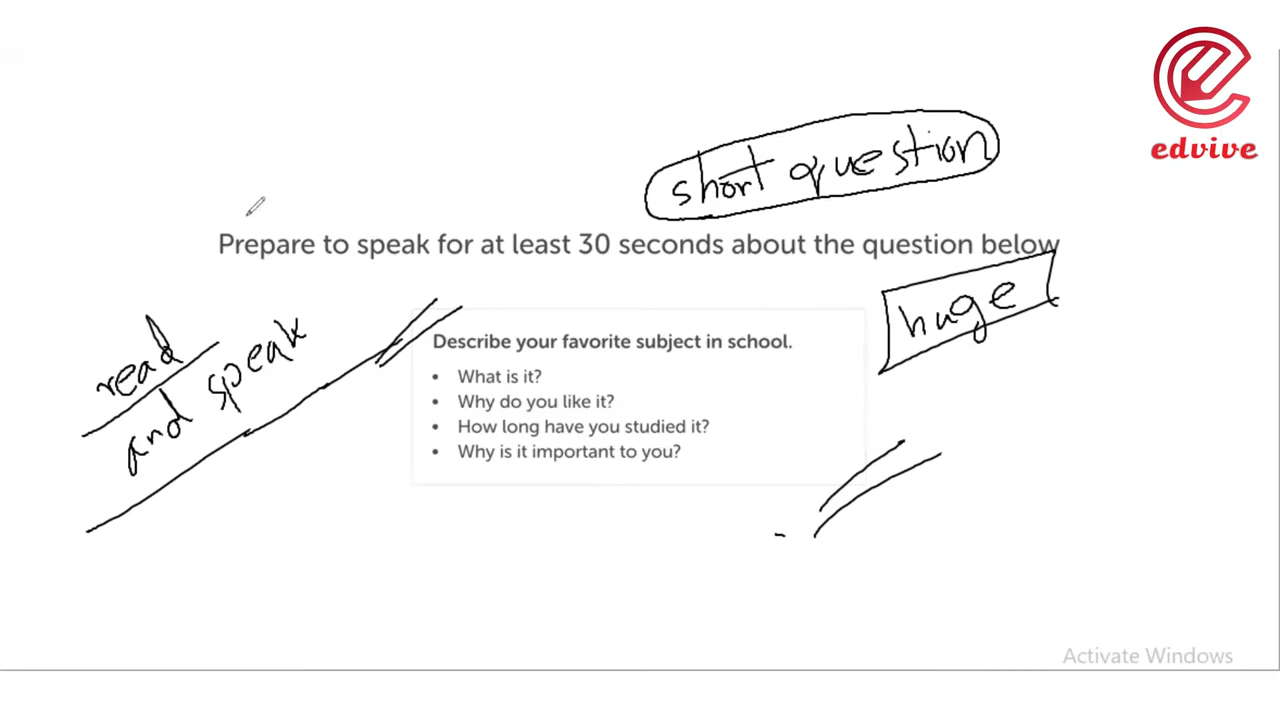 edvive
short question
Prepare to speak for at least 30 seconds about the question below
huge
read
and speak
Describe your favorite subject in school.
• What is it?
• Why do you like it?
• How long have you studied it?
• Why is it important to you?
Activate Windows